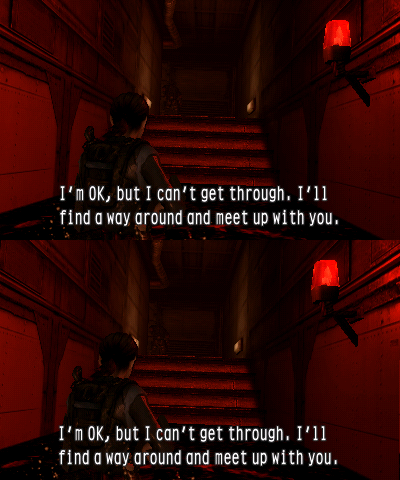 I'm OK, but I can't get through. I'll
find a way around and meet up with you.
I'm OK, but I can't get through. I'll
find a way around and meet up with you.